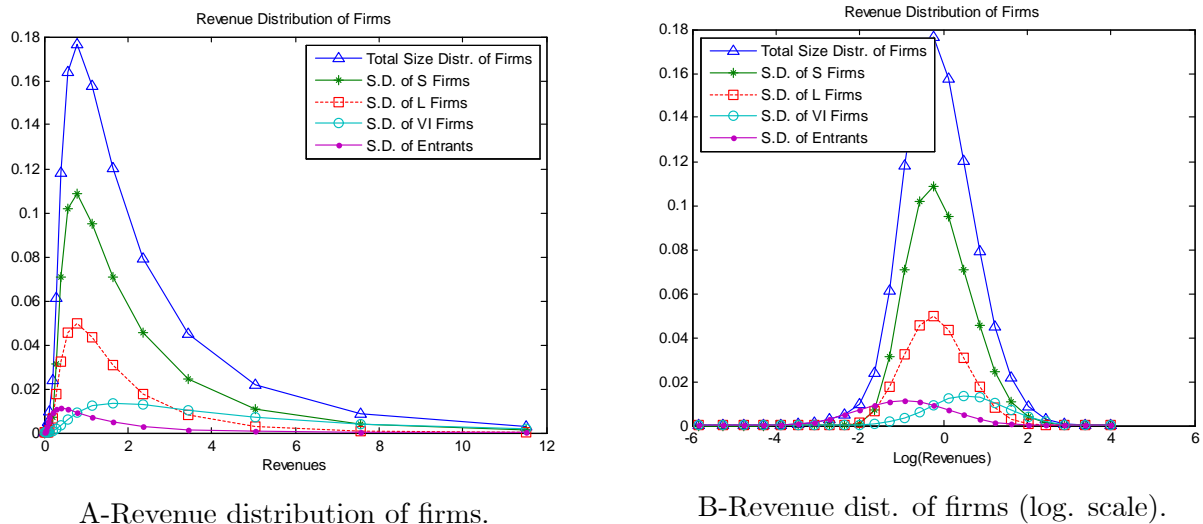 Revenue Distribution of Firms
0.18
0.16
0.14
0.12
0.1
0.08
0.06
0.04
0.02
0
Total Size Distr. of Firms
S.D. of S Firms
S.D. of L Firms
S.D. of VI Firms
S.D. of Entrants
0 2 4 6 8 10 12
Revenues
A-Revenue distribution of firms.
Revenue Distribution of Firms
0.18
0.16
0.14
0.12
0.1
0.08
0.06
0.04
0.02
0
Total Size Distr. of Firms
S.D. of S Firms
S.D. of L Firms
S.D. of VI Firms
S.D. of Entrants
-6 -4 -2 0 2 4 6
Log(Revenues)
B-Revenue dist. of firms (log. scale).